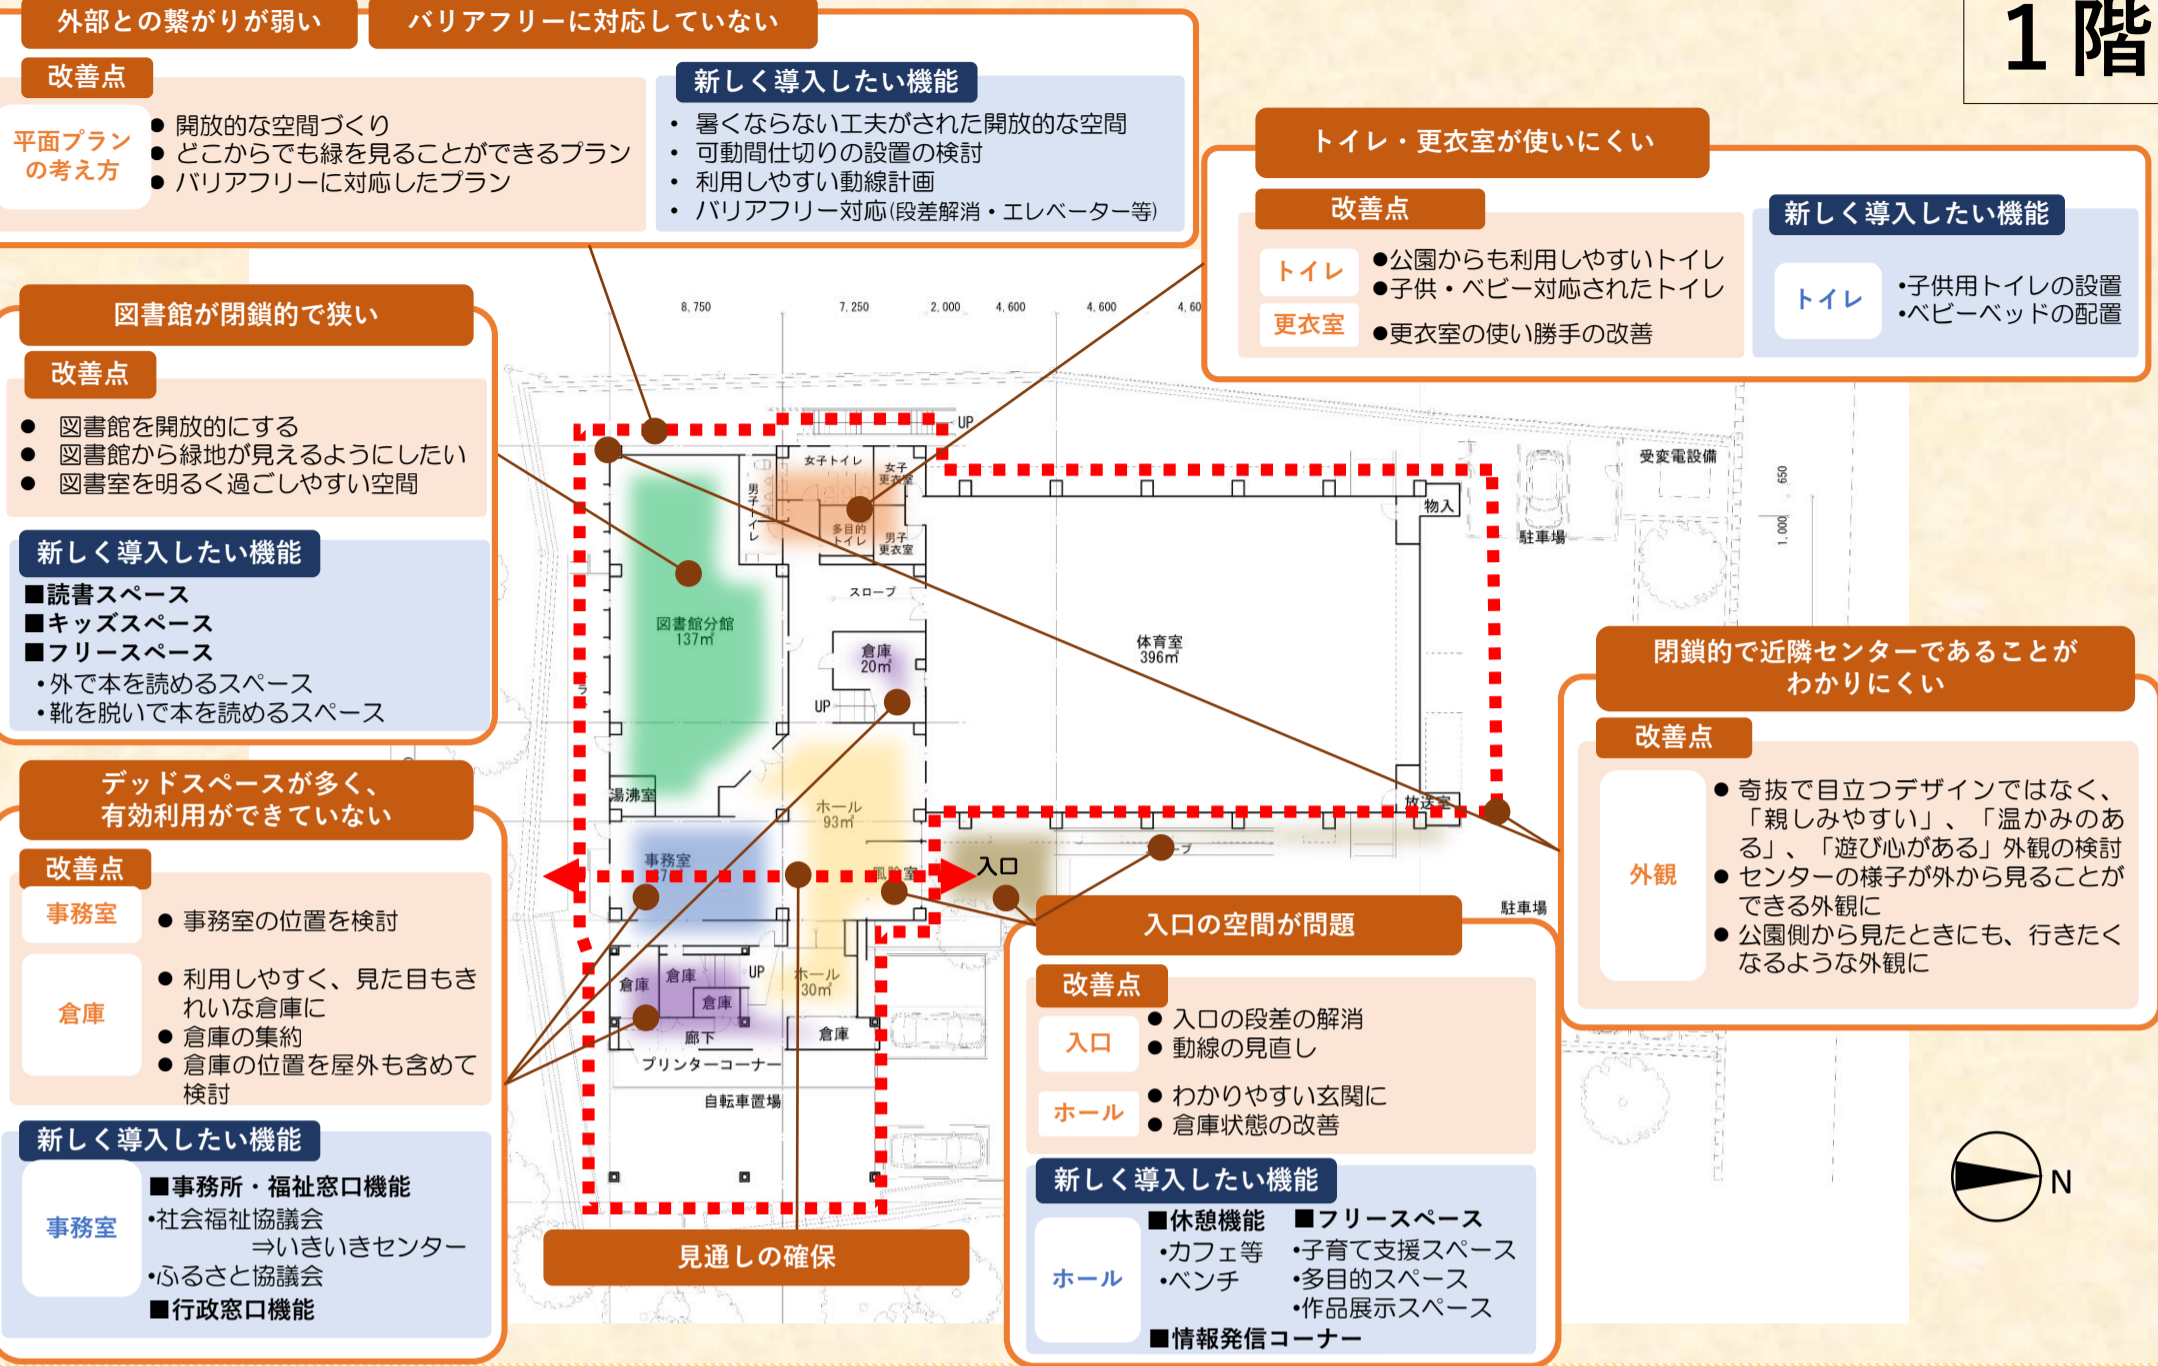 1階
外部との繋がりが弱い
バリアフリーに対応していない
改善点
平面プラン
の考え方
● 開放的な空間づくり
● どこからでも緑を見ることができるプラン
● バリアフリーに対応したプラン
新しく導入したい機能
・ 暑くならない工夫がされた開放的な空間
・ 可動間仕切りの設置の検討
・ 利用しやすい動線計画
・ バリアフリー対応(段差解消・エレベーター等)
トイレ・更衣室が使いにくい
改善点
トイレ
●公園からも利用しやすいトイレ
●子供・ベビー対応されたトイレ
更衣室
●更衣室の使い勝手の改善
新しく導入したい機能
トイレ
・子供用トイレの設置
・ベビーベッドの配置
図書館が閉鎖的で狭い
改善点
● 図書館を開放的にする
● 図書館から緑地が見えるようにしたい
● 図書室を明るく過ごしやすい空間
新しく導入したい機能
■読書スペース
■キッズスペース
■フリースペース
・外で本を読めるスペース
・靴を脱いで本を読めるスペース
デッドスペースが多く、
有効利用ができていない
改善点
事務室
● 事務室の位置を検討
倉庫
● 利用しやすく、見た目もき
れいな倉庫に
● 倉庫の集約
● 倉庫の位置を屋外も含めて
検討
新しく導入したい機能
事務室
■事務所・福祉窓口機能
・社会福祉協議会
⇒いきいきセンター
・ふるさと協議会
■行政窓口機能
8,750
7,250
2,000
4,600
4,600
4,60
UP
女子トイレ
女子
更衣室
男子トイレ
多目的
トイレ
男子
更衣室
スロープ
図書館分館
137㎡
倉庫
20㎡
UP
体育室
396㎡
物入
駐車場
受変電設備
650
1,000
湯沸室
ホール
93㎡
放送室
事務室
風除室
入口
駐車場
倉庫
倉庫
倉庫
UP
ホール
30㎡
廊下
倉庫
プリンターコーナー
自転車置場
見通しの確保
入口の空間が問題
改善点
入口
● 入口の段差の解消
● 動線の見直し
ホール
● わかりやすい玄関に
● 倉庫状態の改善
新しく導入したい機能
ホール
■休憩機能
・カフェ等
・ベンチ
■フリースペース
・子育て支援スペース
・多目的スペース
・作品展示スペース
■情報発信コーナー
閉鎖的で近隣センターであることが
わかりにくい
改善点
外観
● 奇抜で目立つデザインではなく、
「親しみやすい」、「温かみのあ
る」、「遊び心がある」外観の検討
● センターの様子が外から見ることが
できる外観に
● 公園側から見たときにも、行きたく
なるような外観に
N